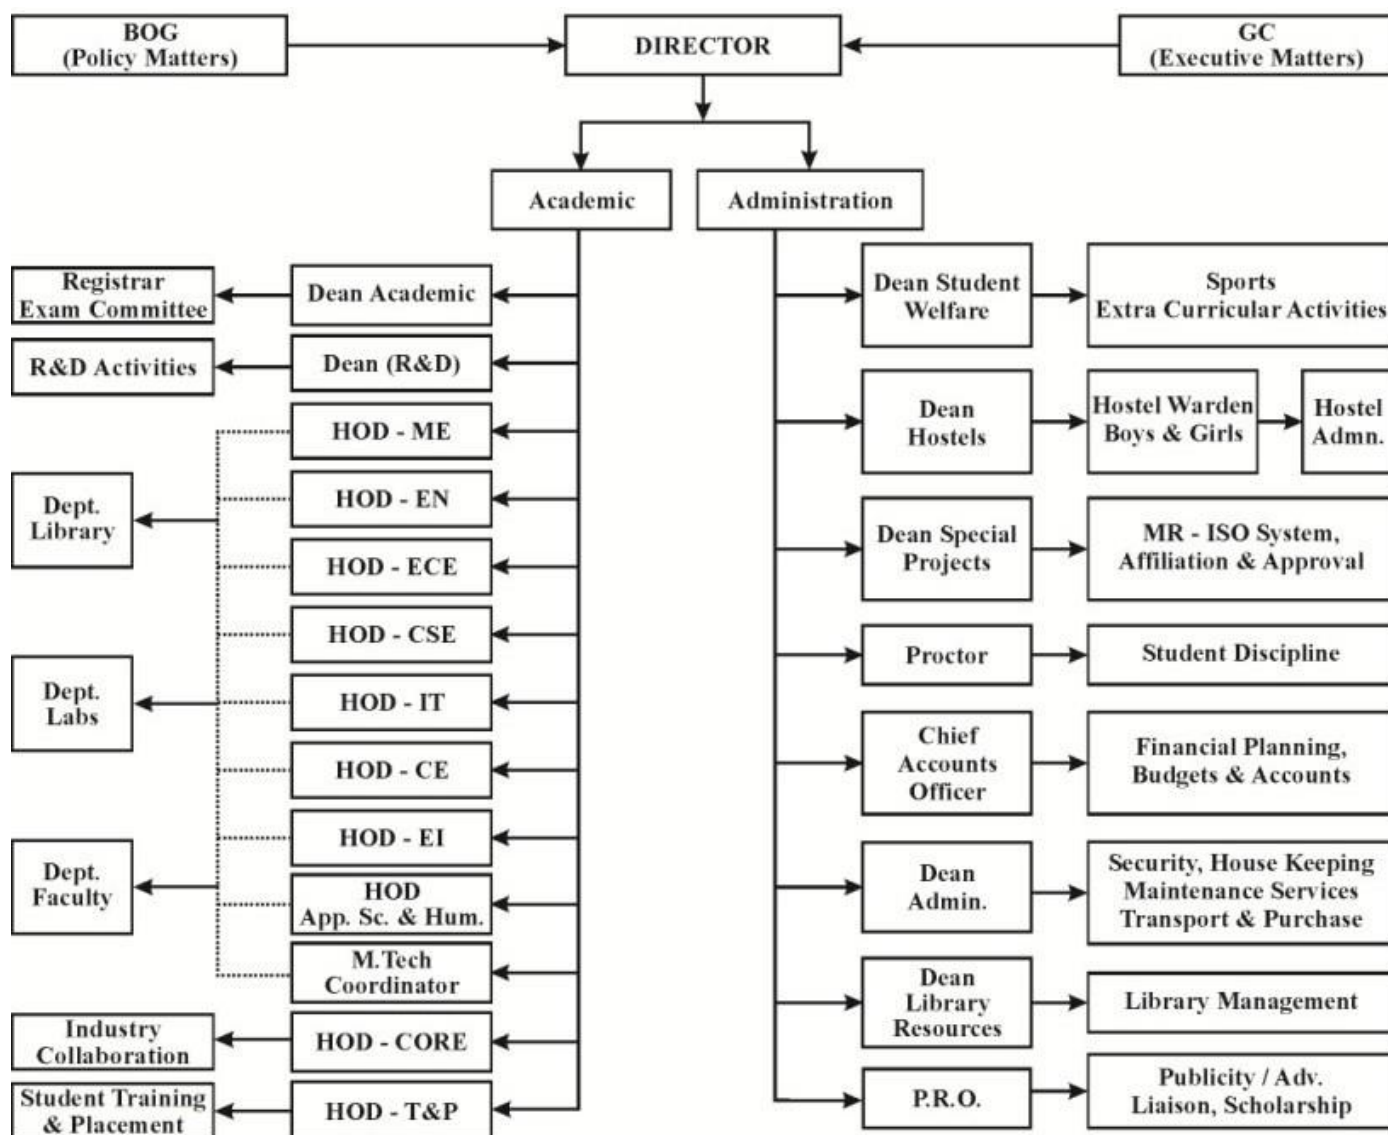 BOG
(Policy Matters)
DIRECTOR
GC
(Executive Matters)
Academic
Administration
Registrar
Exam Committee
Dean Academic
R&D Activities
Dean (R&D)
HOD - ME
HOD - EN
HOD - ECE
HOD - CSE
HOD - IT
HOD - CE
HOD - EI
HOD
App. Sc. & Hum.
M.Tech
Coordinator
Dept.
Library
Dept.
Labs
Dept.
Faculty
Industry
Collaboration
HOD - CORE
Student Training
& Placement
HOD - T&P
Dean Student
Welfare
Sports
Extra Curricular Activities
Dean
Hostels
Hostel Warden
Boys & Girls
Hostel
Admn.
Dean Special
Projects
MR - ISO System,
Affiliation & Approval
Proctor
Student Discipline
Chief
Accounts
Officer
Financial Planning,
Budgets & Accounts
Dean
Admin.
Security, House Keeping
Maintenance Services
Transport & Purchase
Dean
Library
Resources
Library Management
P.R.O.
Publicity / Adv.
Liaison, Scholarship